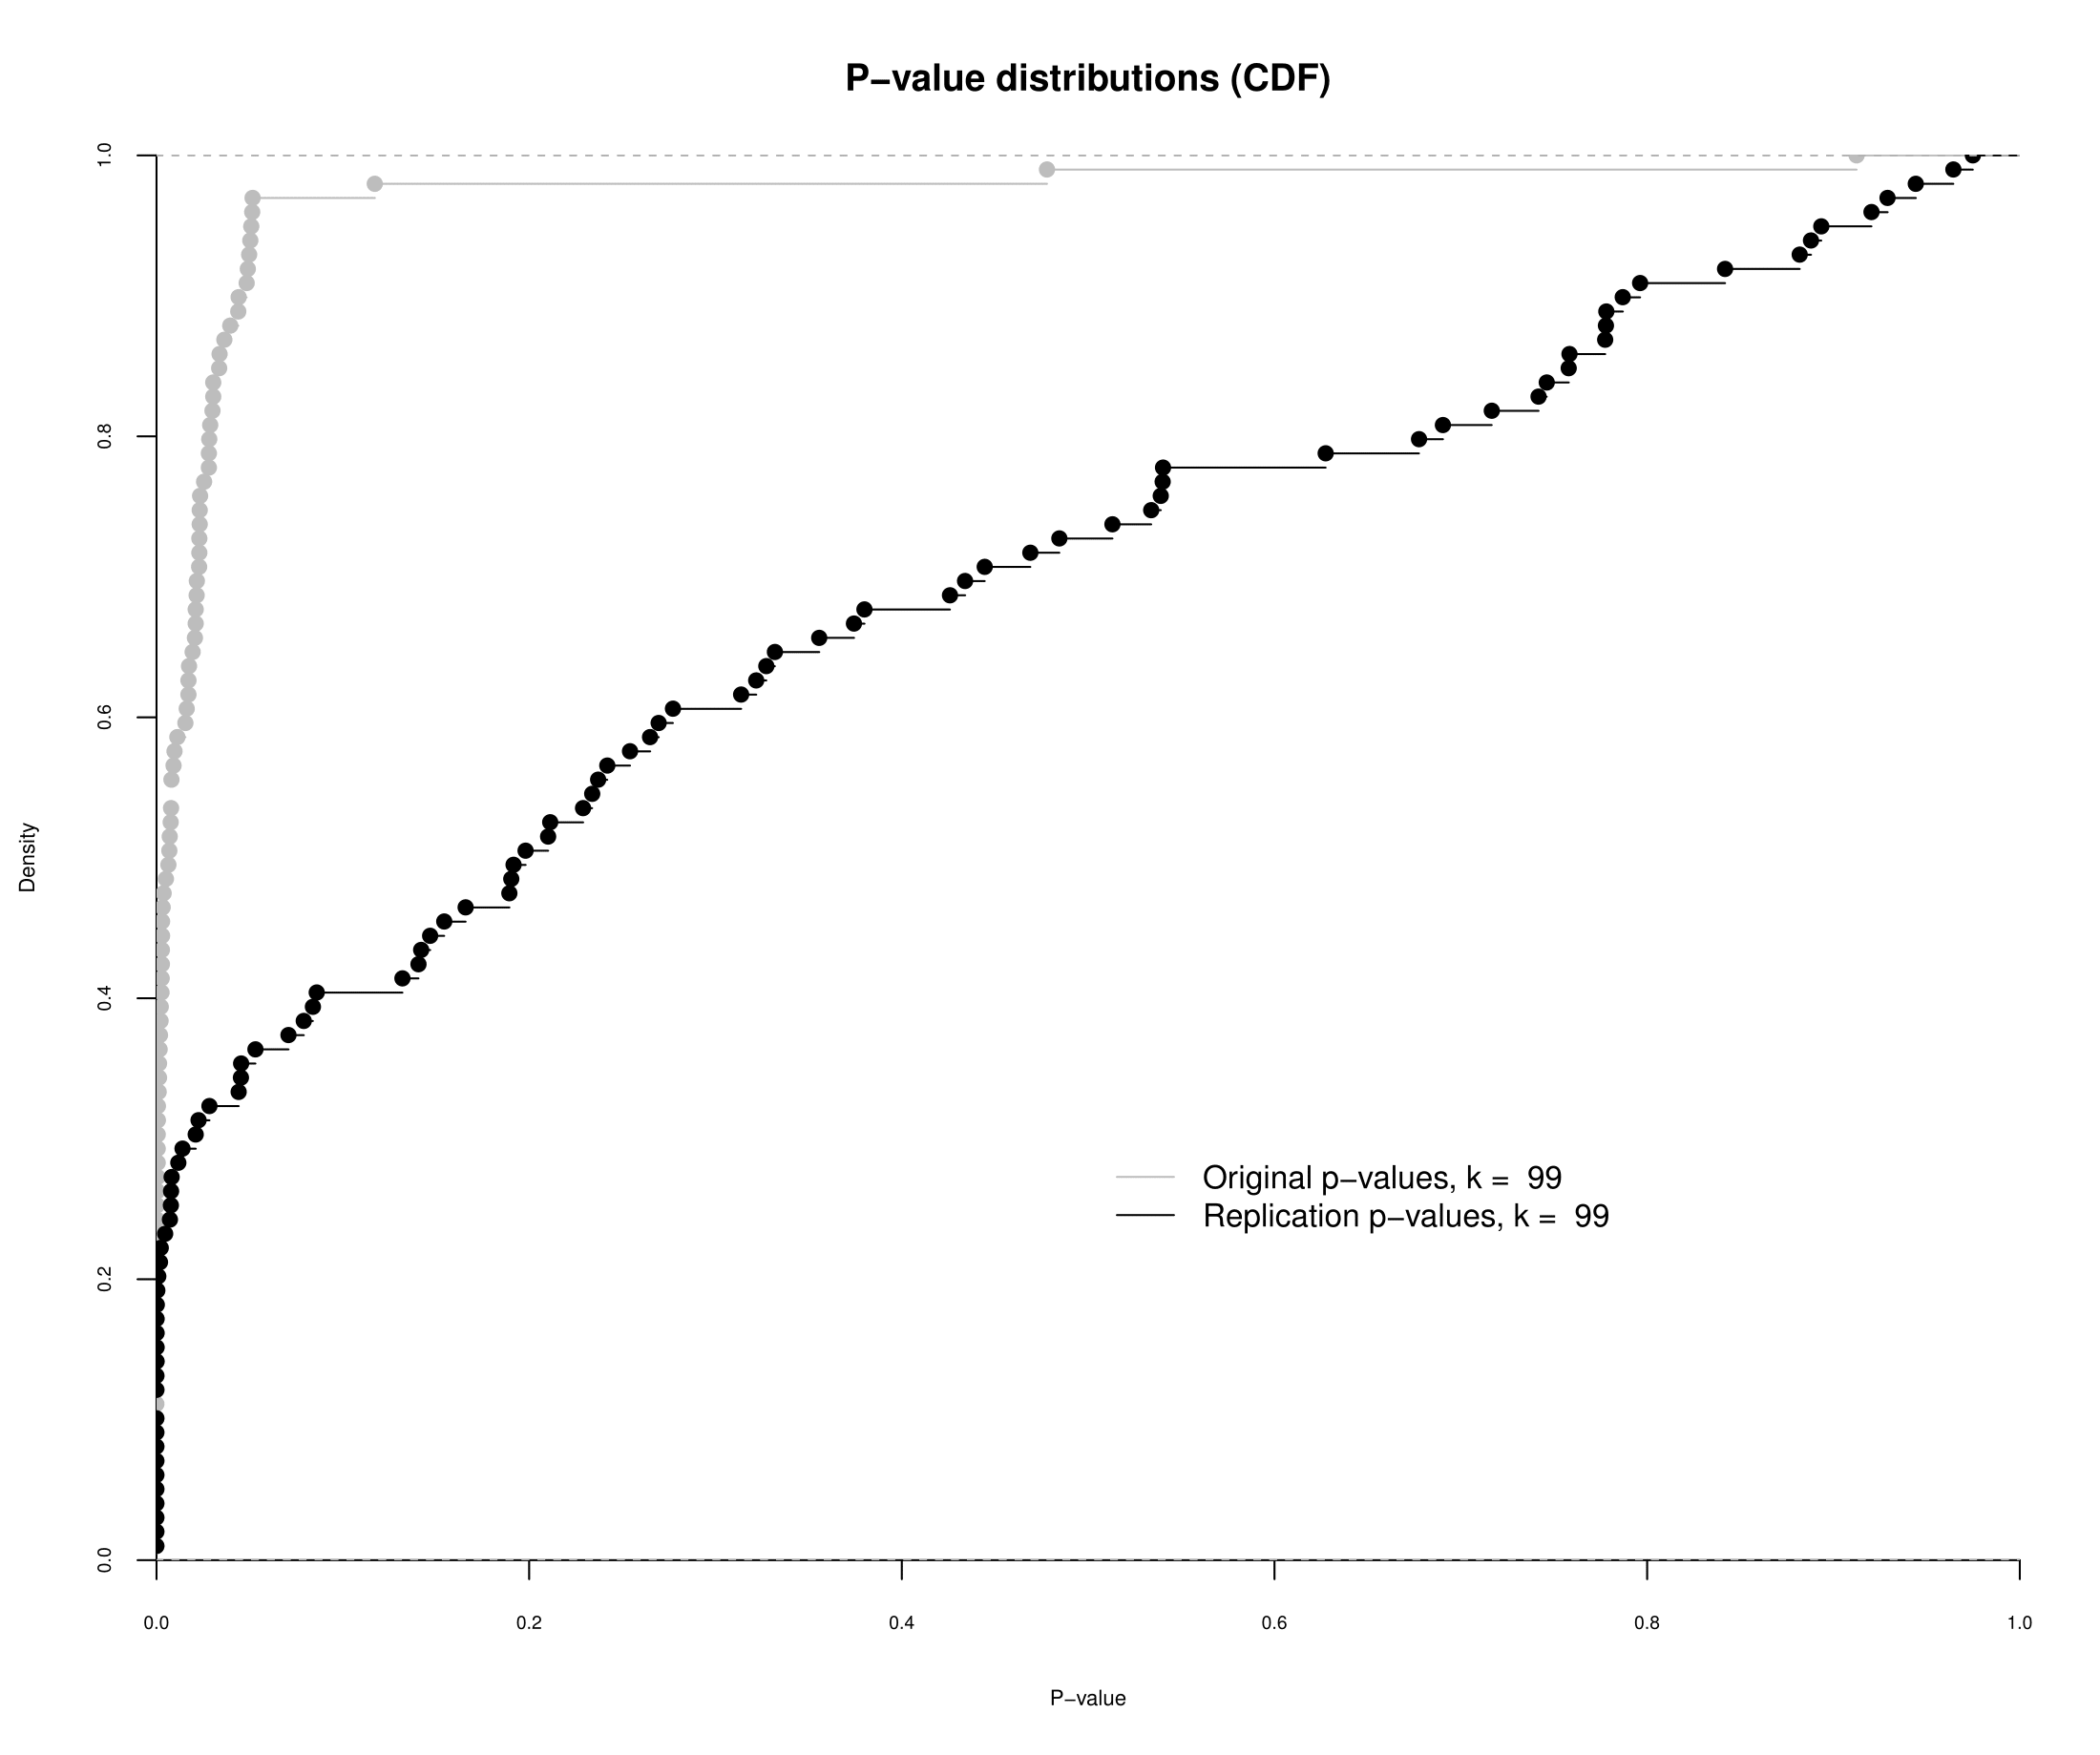 P−value distributions (CDF)
1.0
0.8
0.6
0.4
0.2
0.0
Density
Original p−values, k =  99
Replication p−values, k =  99
0.0 0.2 0.4 0.6 0.8 1.0
P−value